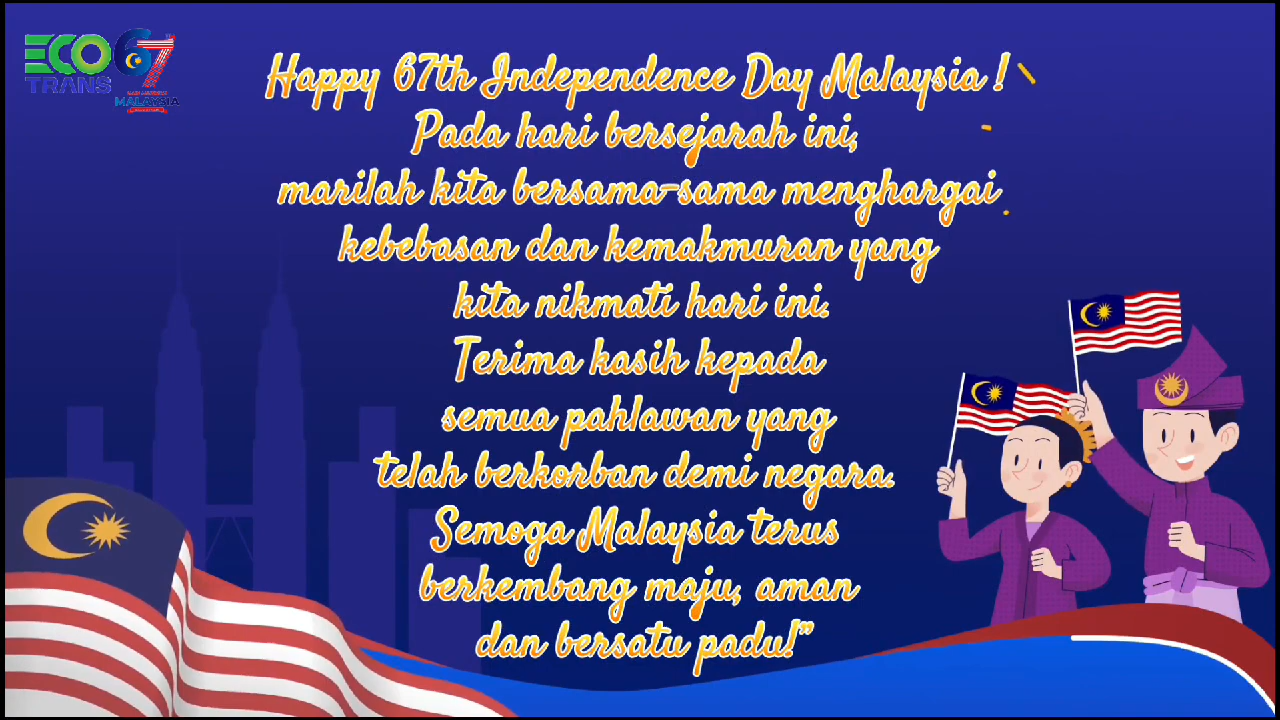 ECO
TRANS
67
MALAYSIA
Happy 67th Independence Day Malaysia !
Pada hari bersejarah ini,
marilah kita bersama-sama menghargai
kebebasan dan kemakmuran yang
kita nikmati hari ini.
Terima kasih kepada
semua pahlawan yang
telah berkorban demi negara.
Semoga Malaysia terus
berkembang maju, aman
dan bersatu padu!”